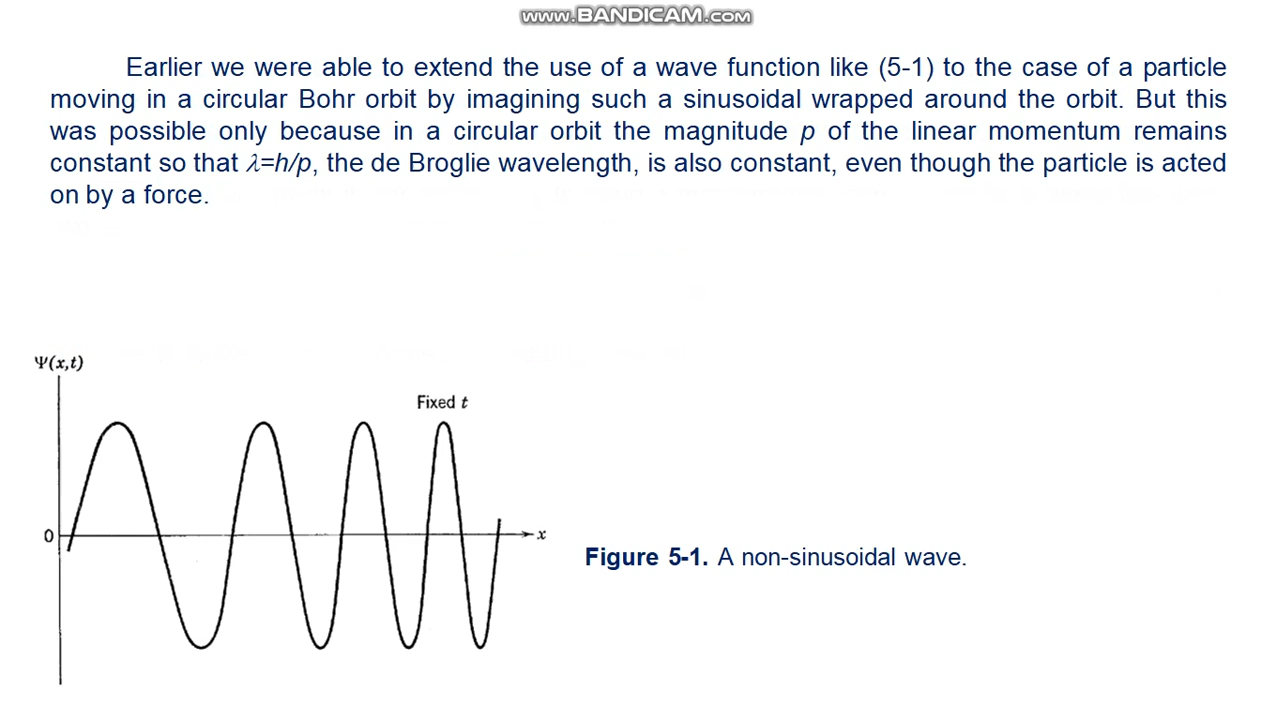 www.BANDICAM.com
Earlier we were able to extend the use of a wave function like (5-1) to the case of a particle
moving in a circular Bohr orbit by imagining such a sinusoidal wrapped around the orbit. But this
was possible only because in a circular orbit the magnitude p of the linear momentum remains
constant so that λ=h/p, the de Broglie wavelength, is also constant, even though the particle is acted
on by a force.
Ψ(x,t)
Fixed t
0
x
Figure 5-1. A non-sinusoidal wave.